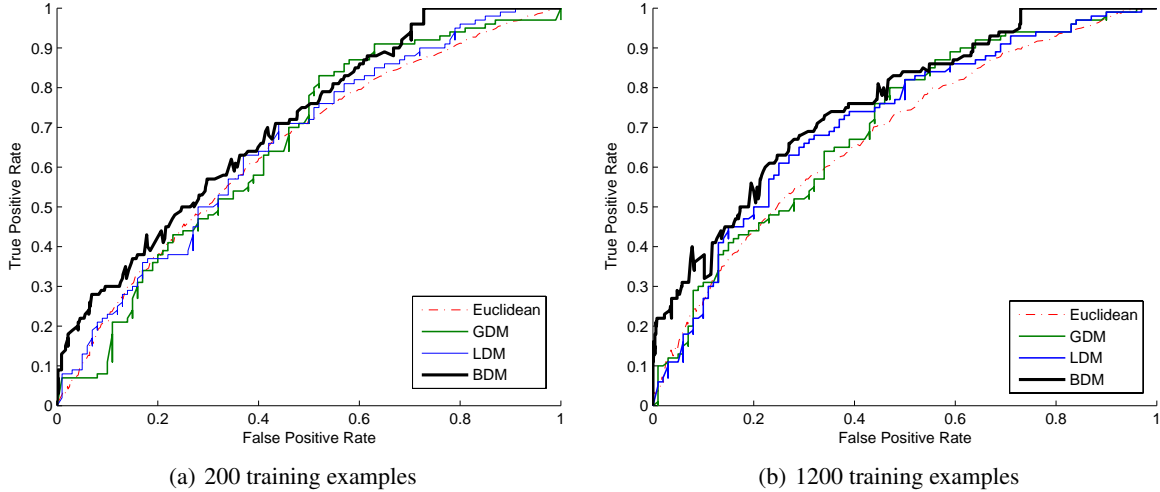 1
0.9
0.8
0.7
0.6
0.5
0.4
0.3
0.2
0.1
0
True Positive Rate
0 0.2 0.4 0.6 0.8 1
False Positive Rate
Euclidean
GDM
LDM
BDM
(a) 200 training examples
1
0.9
0.8
0.7
0.6
0.5
0.4
0.3
0.2
0.1
0
True Positive Rate
0 0.2 0.4 0.6 0.8 1
False Positive Rate
Euclidean
GDM
LDM
BDM
(b) 1200 training examples